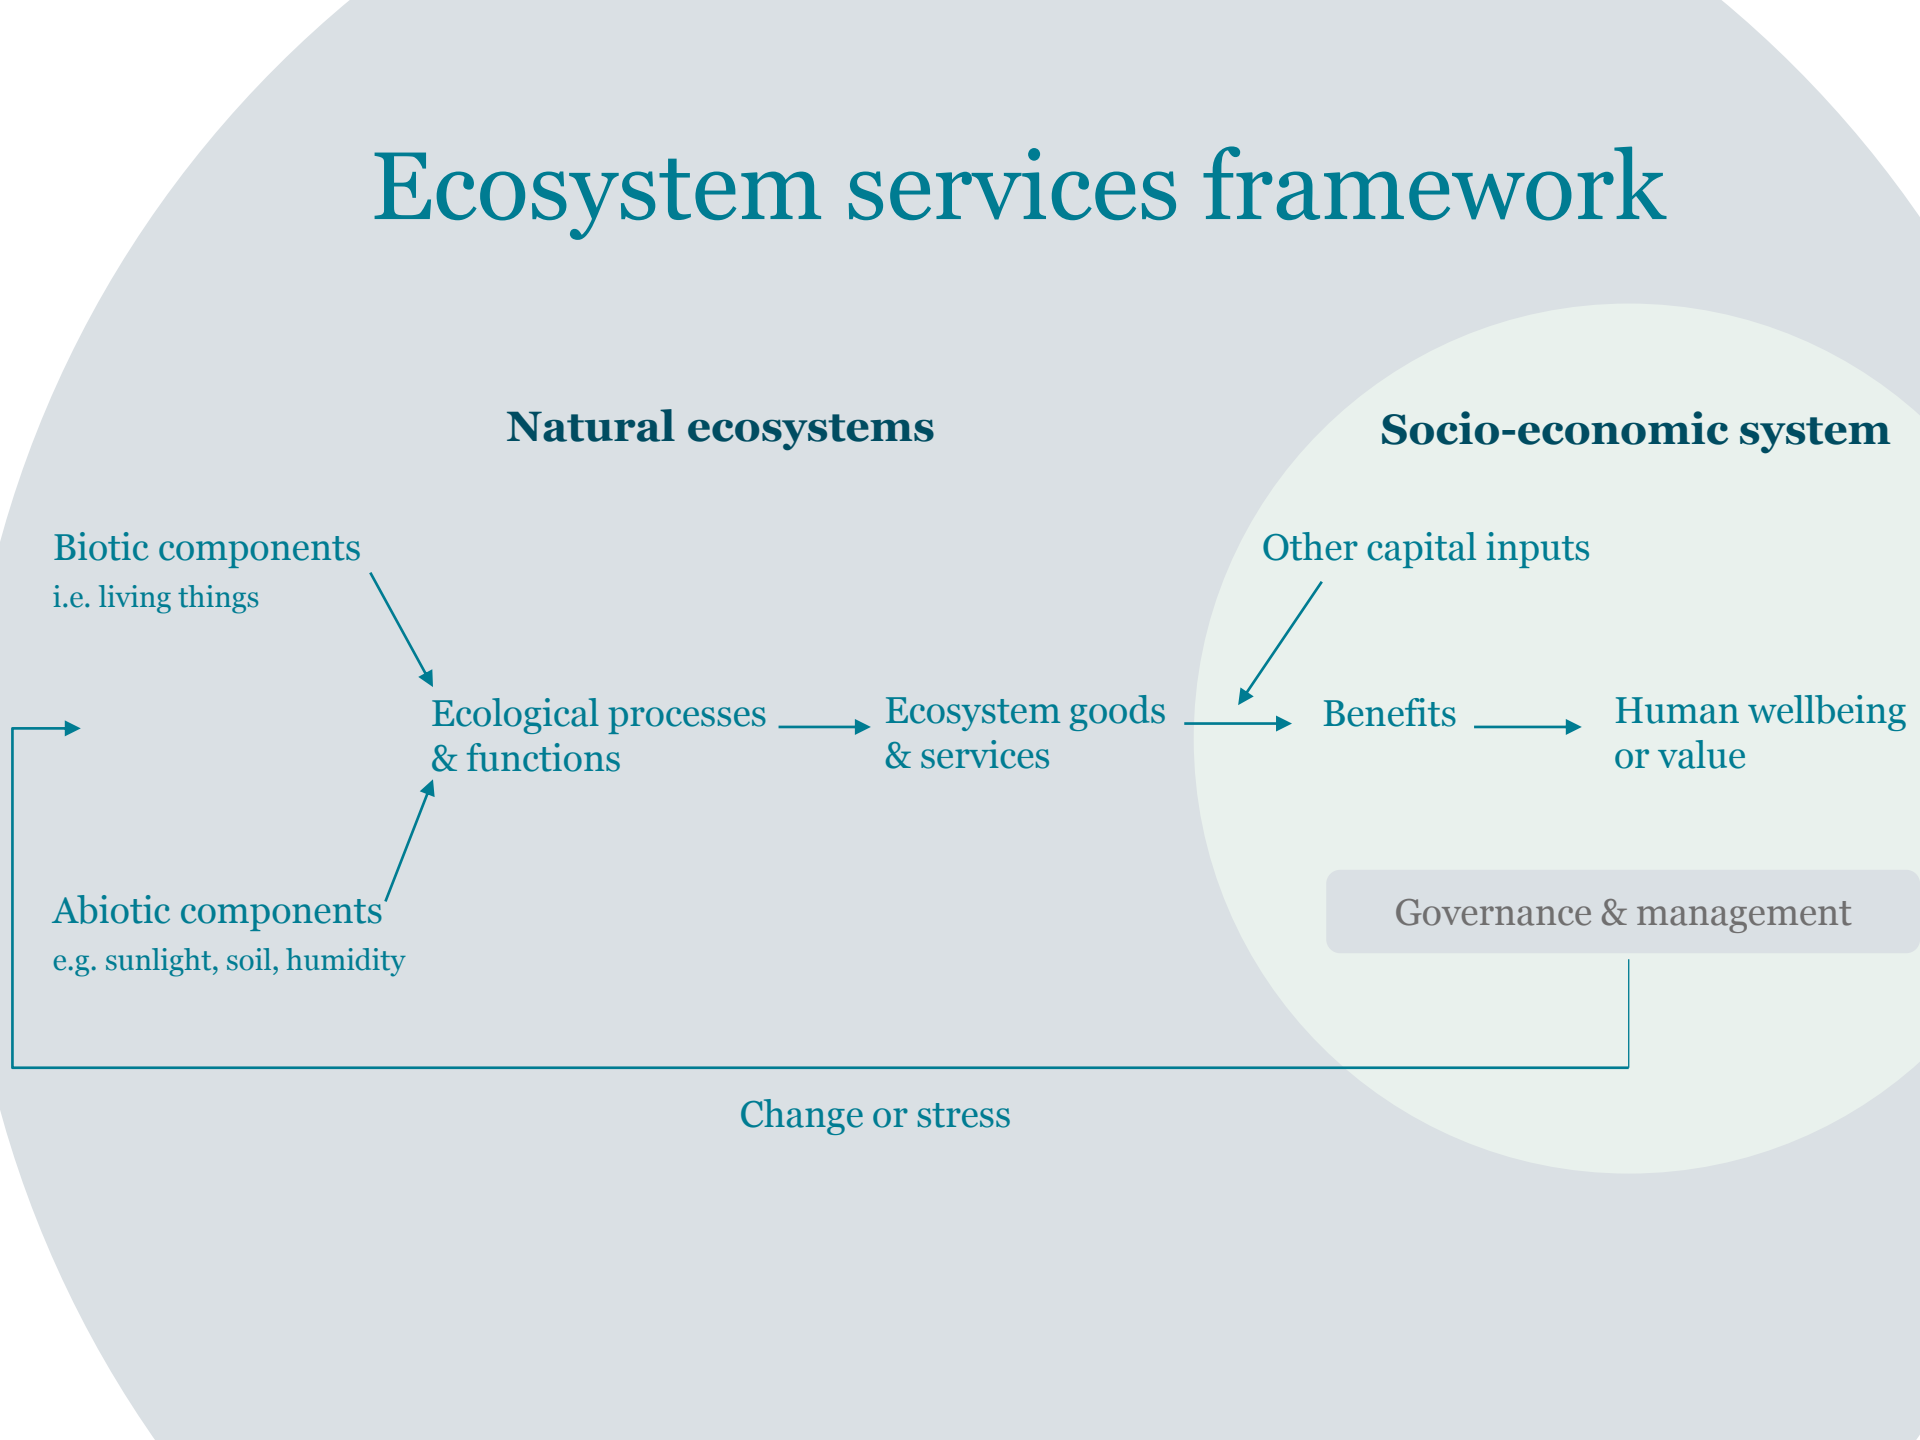 Ecosystem services framework
Natural ecosystems
Socio-economic system
Biotic components
i.e. living things
Other capital inputs
Ecological processes
& functions
Ecosystem goods
& services
Benefits
Human wellbeing
or value
Abiotic components
e.g. sunlight, soil, humidity
Governance & management
Change or stress